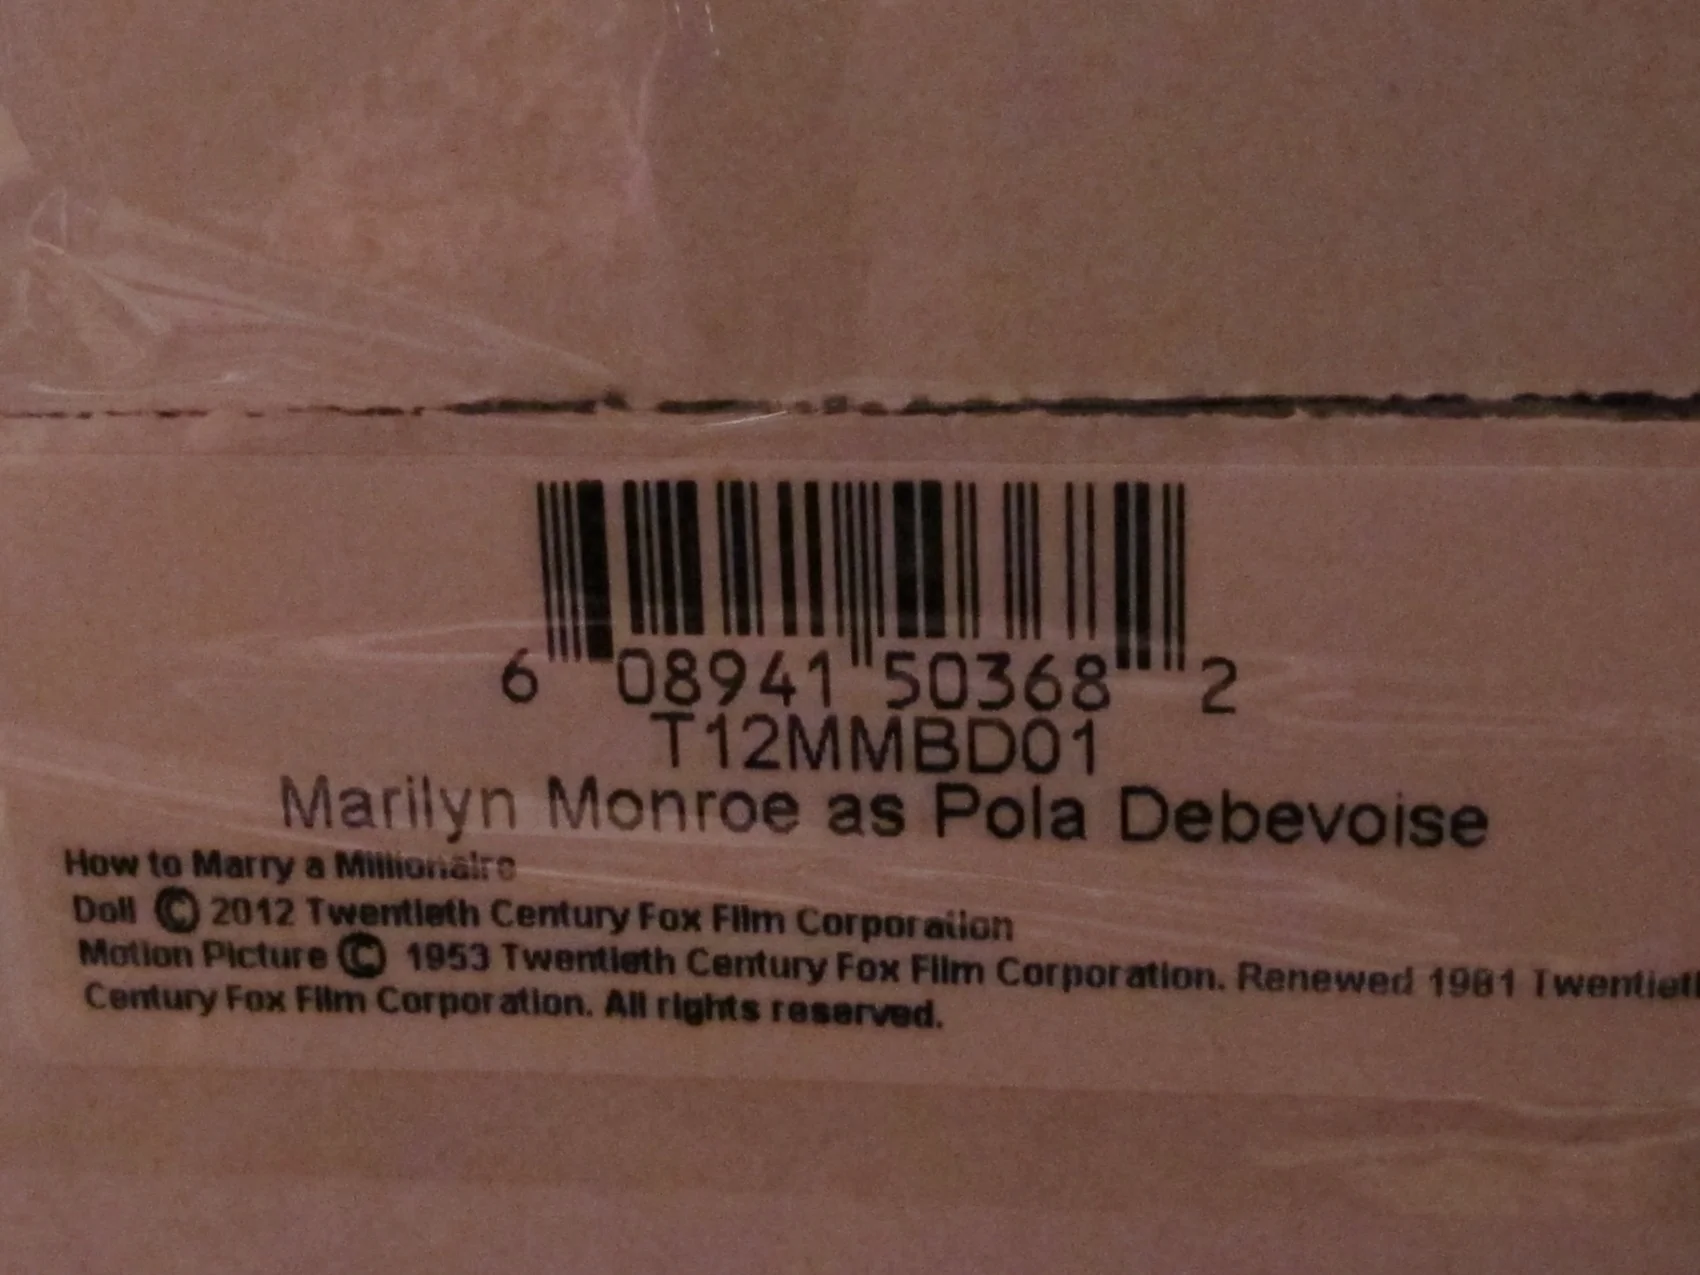 6 08941 50368 2
T12MMBD01
Marilyn Monroe as Pola Debevoise
How to Marry a Millionaire
Doll © 2012 Twentieth Century Fox Film Corporation
Motion Picture © 1953 Twentieth Century Fox Film Corporation. Renewed 1981 Twentiet
Century Fox Film Corporation. All rights reserved.